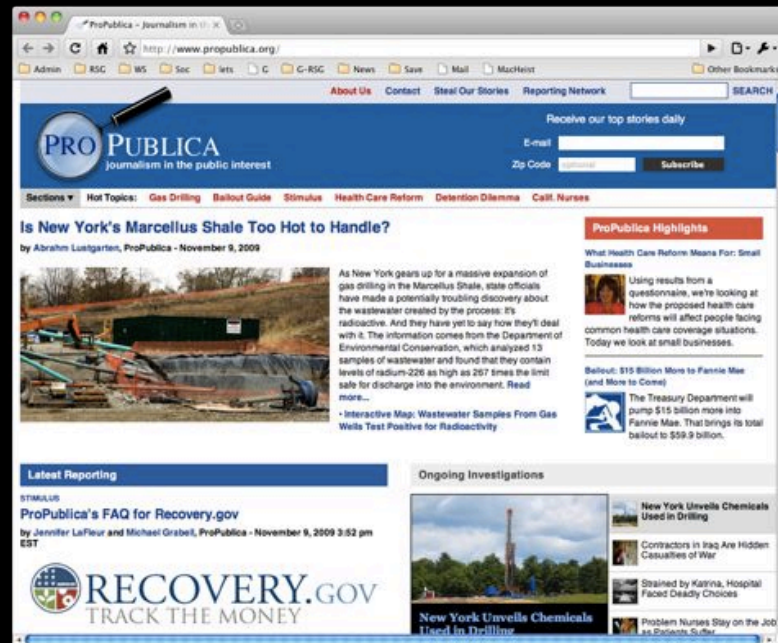 ProPublica - Journalism in th
http://www.propublica.org/
Admin RSG WS Soc lets G G-RSG News Save Mail MacHeist Other Bookmarks
About Us Contact Steal Our Stories Reporting Network SEARCH
PRO PUBLICA
journalism in the public interest
Receive our top stories daily
E-mail
Zip Code optional Subscribe
Sections ▾ Hot Topics: Gas Drilling Bailout Guide Stimulus Health Care Reform Detention Dilemma Calif. Nurses
Is New York's Marcellus Shale Too Hot to Handle?
by Abrahm Lustgarten, ProPublica - November 9, 2009
As New York gears up for a massive expansion of
gas drilling in the Marcellus Shale, state officials
have made a potentially troubling discovery about
the wastewater created by the process: it's
radioactive. And they have yet to say how they'll deal
with it. The information comes from the Department of
Environmental Conservation, which analyzed 13
samples of wastewater and found that they contain
levels of radium-226 as high as 267 times the limit
safe for discharge into the environment. Read
more...
• Interactive Map: Wastewater Samples From Gas
Wells Test Positive for Radioactivity
ProPublica Highlights
What Health Care Reform Means For: Small
Businesses
Using results from a
questionnaire, we're looking at
how the proposed health care
reforms will affect people facing
common health care coverage situations.
Today we look at small businesses.
Bailout: $15 Billion More to Fannie Mae
(and More to Come)
The Treasury Department will
pump $15 billion more into
Fannie Mae. That brings its total
bailout to $59.9 billion.
Latest Reporting
STIMULUS
ProPublica's FAQ for Recovery.gov
by Jennifer LaFleur and Michael Grabell, ProPublica - November 9, 2009 3:52 pm
EST
RECOVERY.GOV
TRACK THE MONEY
Ongoing Investigations
New York Unveils Chemicals
Used in Drilling
New York Unveils Chemicals
Used in Drilling
Contractors in Iraq Are Hidden
Casualties of War
Strained by Katrina, Hospital
Faced Deadly Choices
Problem Nurses Stay on the Job
as Patients Suffer